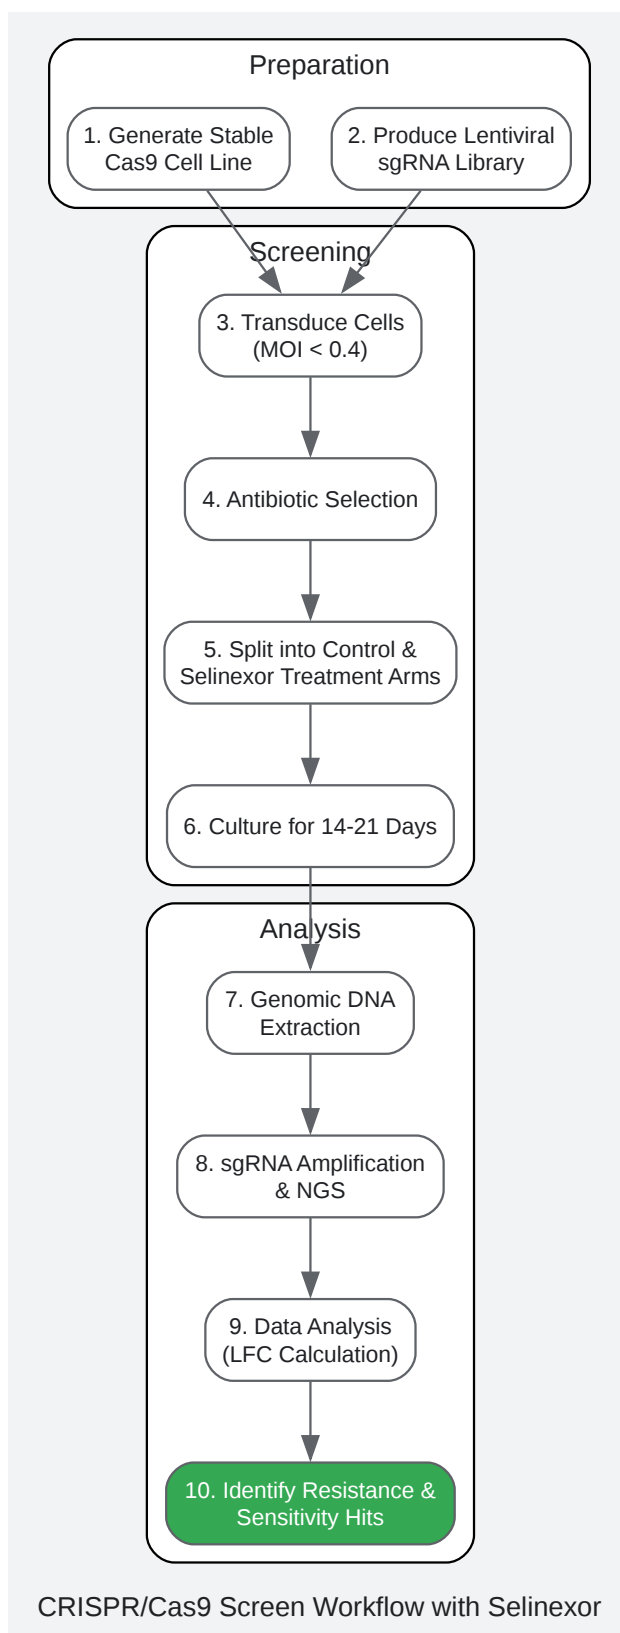 Preparation
1. Generate Stable
Cas9 Cell Line
2. Produce Lentiviral
sgRNA Library
Screening
3. Transduce Cells
(MOI < 0.4)
4. Antibiotic Selection
5. Split into Control &
Selinexor Treatment Arms
6. Culture for 14-21 Days
Analysis
7. Genomic DNA
Extraction
8. sgRNA Amplification
& NGS
9. Data Analysis
(LFC Calculation)
10. Identify Resistance &
Sensitivity Hits
CRISPR/Cas9 Screen Workflow with Selinexor